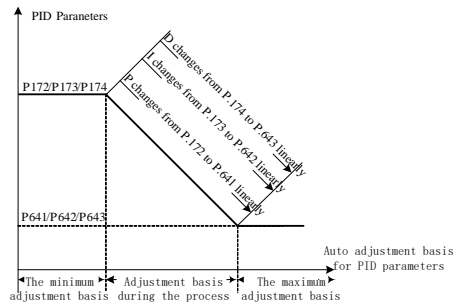 PID Paraneters
D changes from P.174 to P.643 linearly
I changes from P.173 to P.642 linearly
P changes from P.172 to P.641 linearly
P172/P173/P174
P641/P642/P643
Auto adjustment basis
for PID parameters
The minimum
adjustment basis
Adjustment basis
during the process
The maximum
adjustment basis